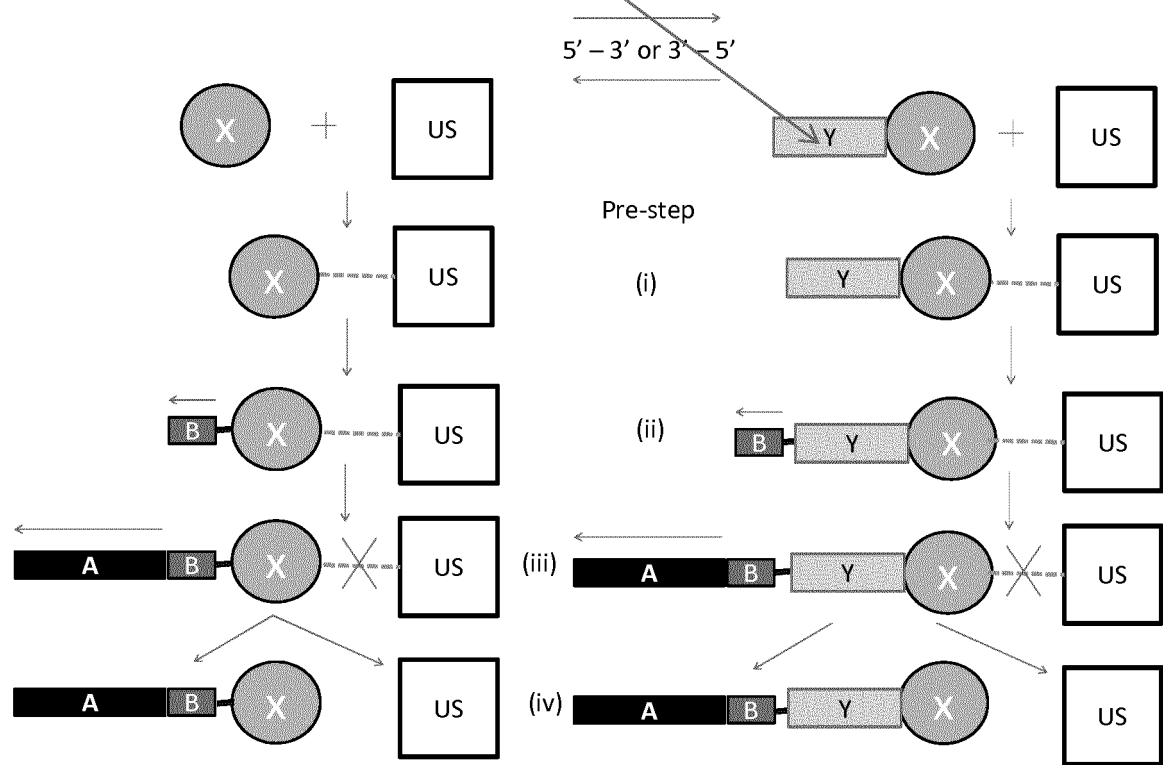 5’ – 3’ or 3’ – 5’
X + US
Y X + US
Pre-step
X US
(i)
Y X US
B X US
(ii)
B Y X US
A B X US
(iii)
A B Y X US
A B X US
(iv)
A B Y X US